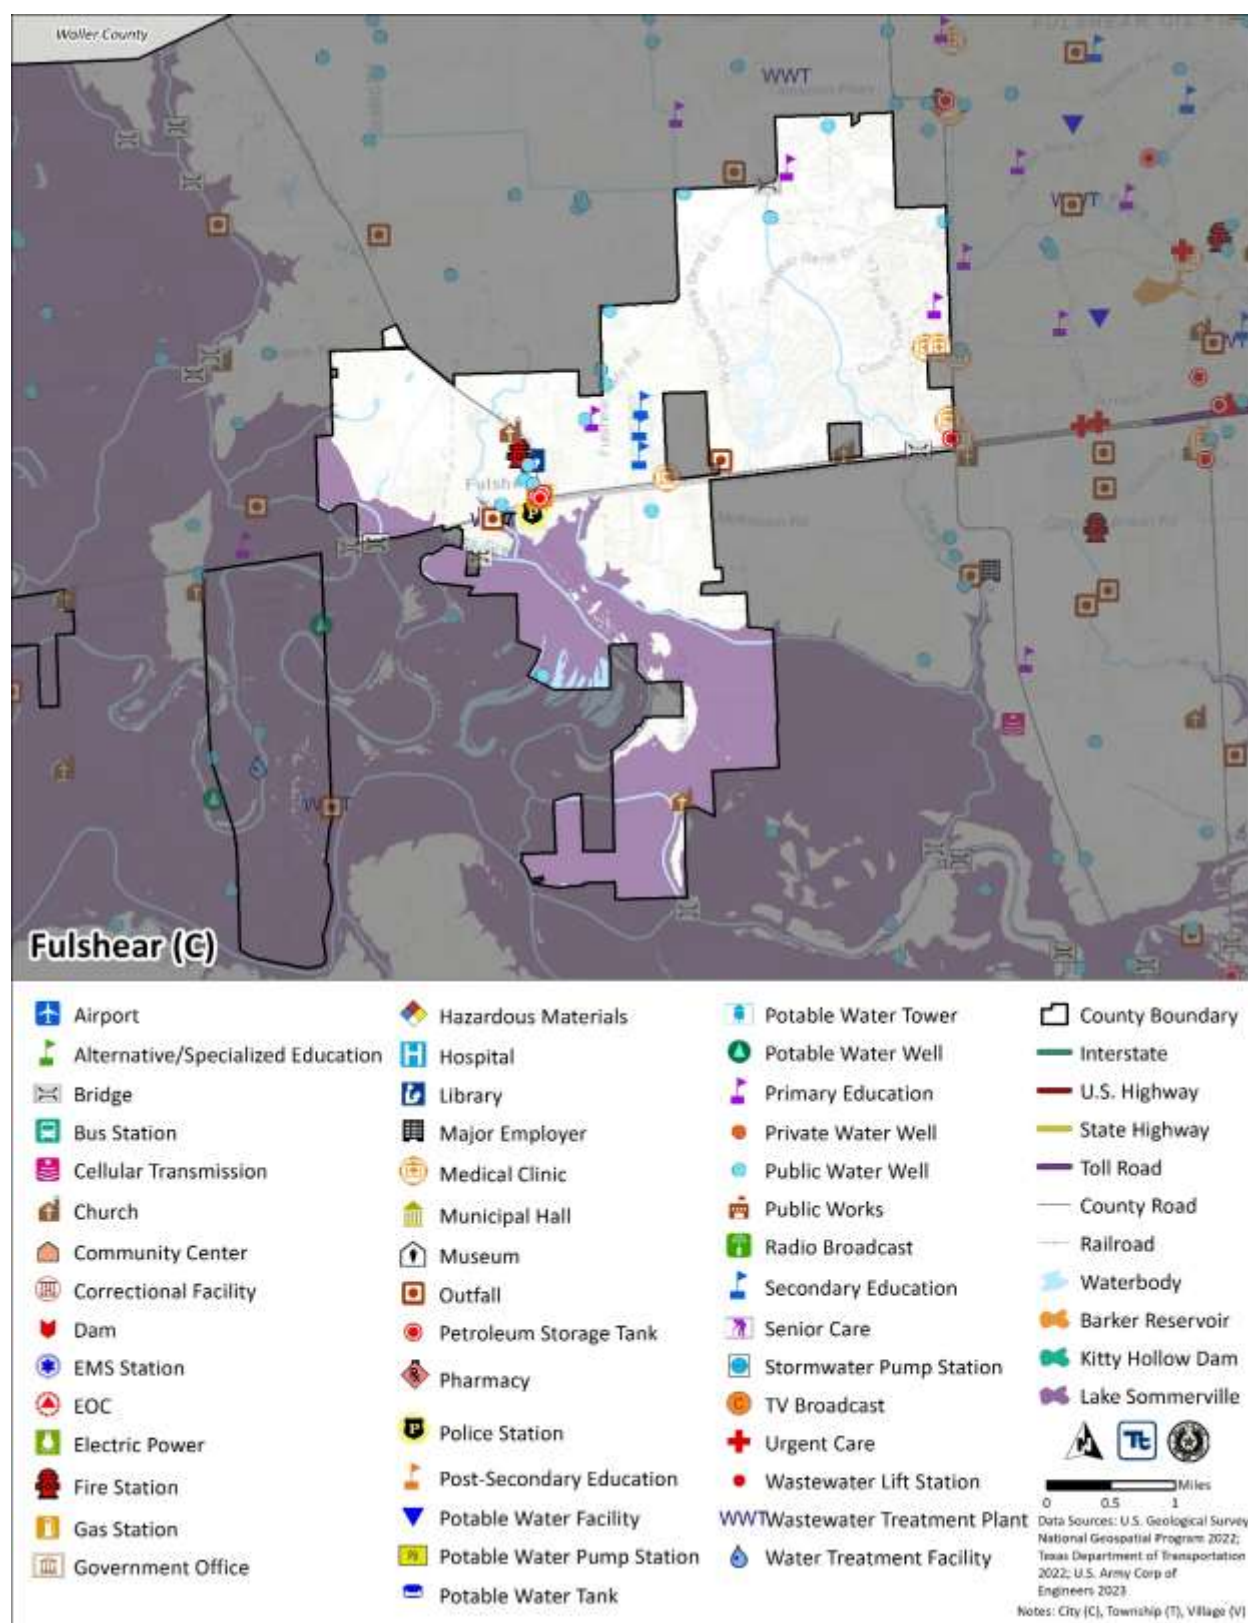 Waller County
FULSHEAR OIL FIELD
WWT
WWT
Fulshear
McKinnon Rd
WWT
Fulshear (C)
Airport
Alternative/Specialized Education
Bridge
Bus Station
Cellular Transmission
Church
Community Center
Correctional Facility
Dam
EMS Station
EOC
Electric Power
Fire Station
Gas Station
Government Office
Hazardous Materials
Hospital
Library
Major Employer
Medical Clinic
Municipal Hall
Museum
Outfall
Petroleum Storage Tank
Pharmacy
Police Station
Post-Secondary Education
Potable Water Facility
Potable Water Pump Station
Potable Water Tank
Potable Water Tower
Potable Water Well
Primary Education
Private Water Well
Public Water Well
Public Works
Radio Broadcast
Secondary Education
Senior Care
Stormwater Pump Station
TV Broadcast
Urgent Care
Wastewater Lift Station
WWT Wastewater Treatment Plant
Water Treatment Facility
County Boundary
Interstate
U.S. Highway
State Highway
Toll Road
County Road
Railroad
Waterbody
Barker Reservoir
Kitty Hollow Dam
Lake Sommerville
Miles
0 0.5 1
Data Sources: U.S. Geological Survey
National Geospatial Program 2022;
Texas Department of Transportation
2022; U.S. Army Corp of
Engineers 2023
Notes: City (C), Township (T), Village (V)